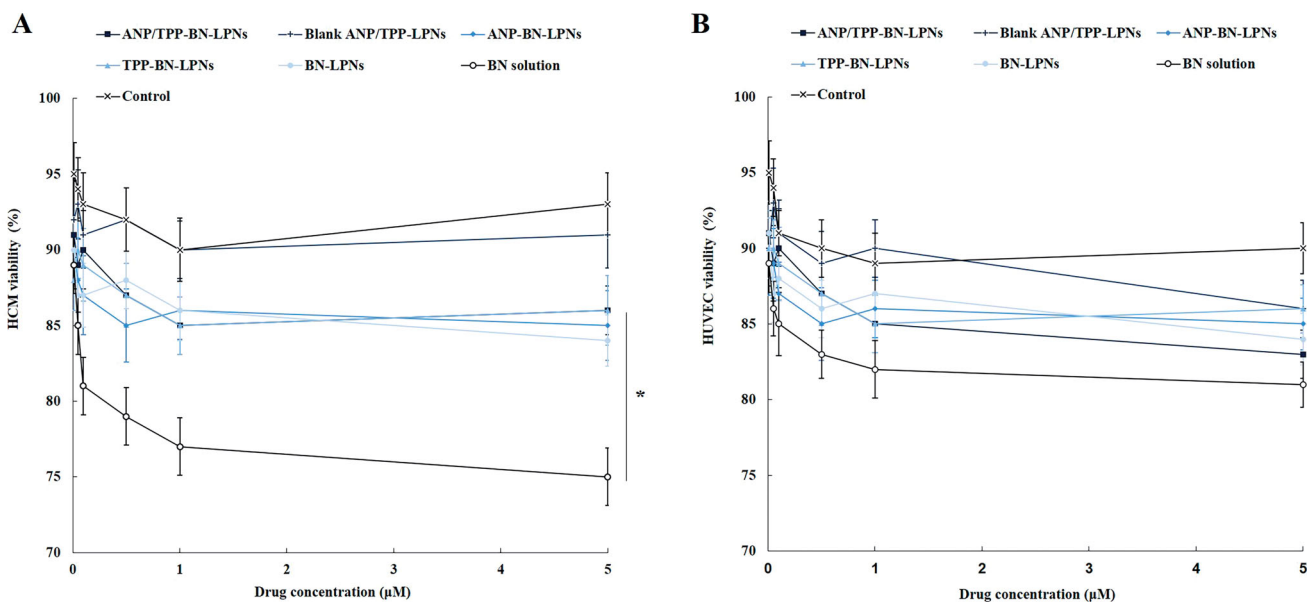 A
ANP/TPP-BN-LPNs Blank ANP/TPP-LPNs ANP-BN-LPNs
TPP-BN-LPNs BN-LPNs BN solution
Control
100
95
90
85
80
75
70
HCM viability (%)
0 1 2 3 4 5
Drug concentration (µM)
*
B
ANP/TPP-BN-LPNs Blank ANP/TPP-LPNs ANP-BN-LPNs
TPP-BN-LPNs BN-LPNs BN solution
Control
100
95
90
85
80
75
70
HUVEC viability (%)
0 1 2 3 4 5
Drug concentration (µM)